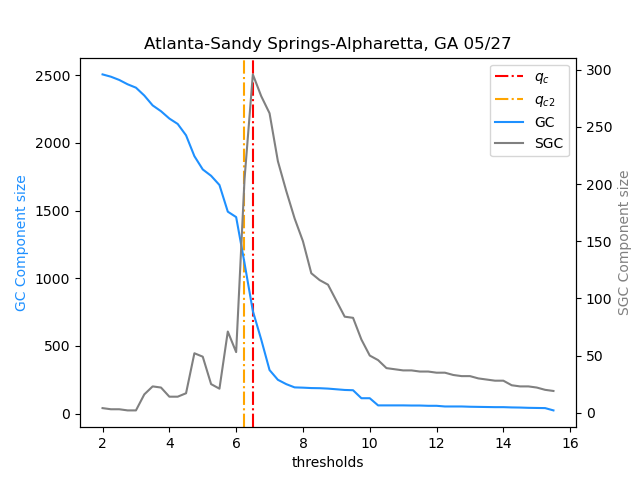 Atlanta-Sandy Springs-Alpharetta, GA 05/27
GC Component size
2500
2000
1500
1000
500
0
2 4 6 8 10 12 14 16
thresholds
300
250
200
150
100
50
0
SGC Component size
q_c
q_{c2}
GC
SGC